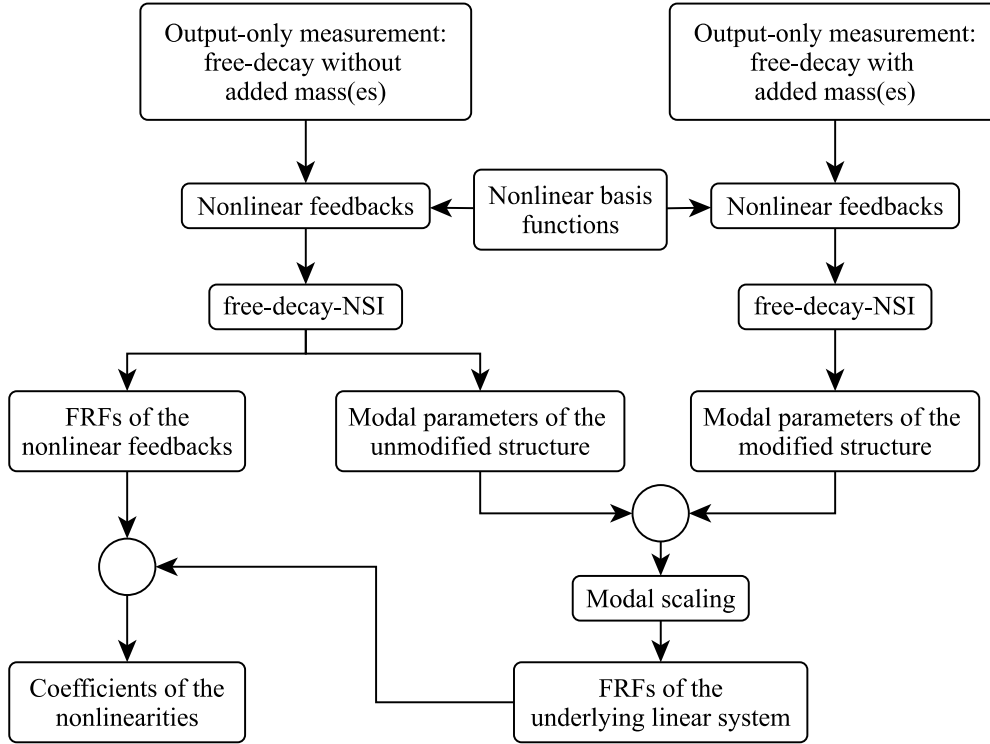 Output-only measurement:
free-decay without
added mass(es)
Output-only measurement:
free-decay with
added mass(es)
Nonlinear feedbacks
Nonlinear basis
functions
Nonlinear feedbacks
free-decay-NSI
free-decay-NSI
FRFs of the
nonlinear feedbacks
Modal parameters of the
unmodified structure
Modal parameters of the
modified structure
Modal scaling
Coefficients of the
nonlinearities
FRFs of the
underlying linear system